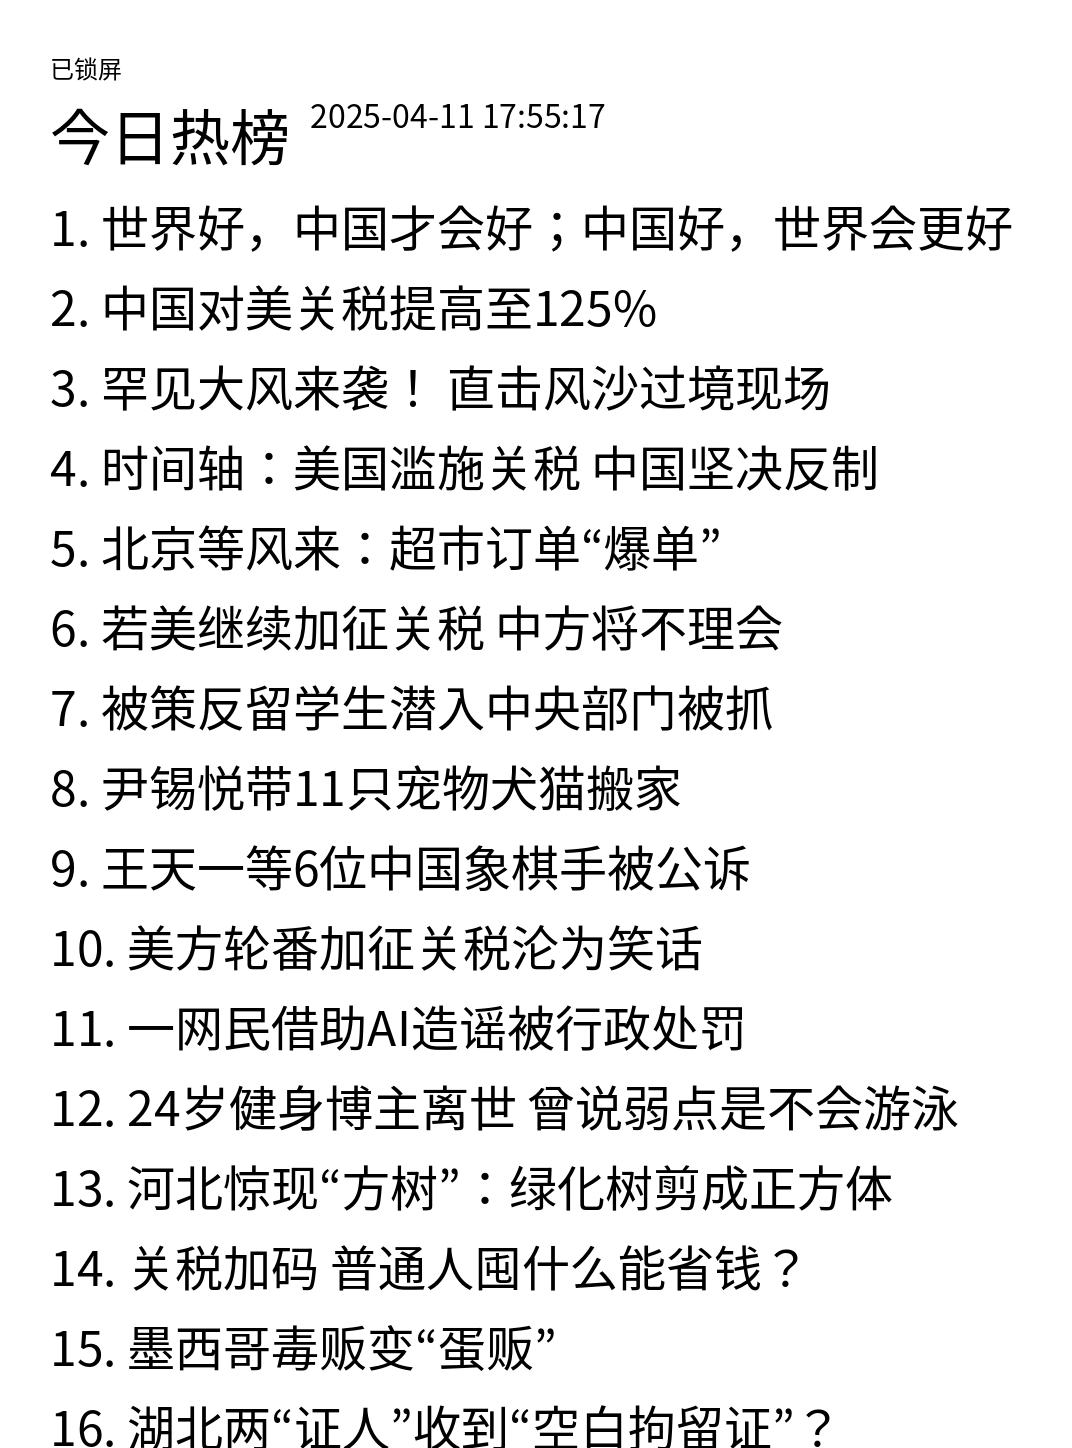 已锁屏
今日热榜 2025-04-11 17:55:17
1. 世界好，中国才会好；中国好，世界会更好
2. 中国对美关税提高至125%
3. 罕见大风来袭！ 直击风沙过境现场
4. 时间轴：美国滥施关税 中国坚决反制
5. 北京等风来：超市订单“爆单”
6. 若美继续加征关税 中方将不理会
7. 被策反留学生潜入中央部门被抓
8. 尹锡悦带11只宠物犬猫搬家
9. 王天一等6位中国象棋手被公诉
10. 美方轮番加征关税沦为笑话
11. 一网民借助AI造谣被行政处罚
12. 24岁健身博主离世 曾说弱点是不会游泳
13. 河北惊现“方树”：绿化树剪成正方体
14. 关税加码 普通人囤什么能省钱？
15. 墨西哥毒贩变“蛋贩”
16. 湖北两“证人”收到“空白拘留证”？